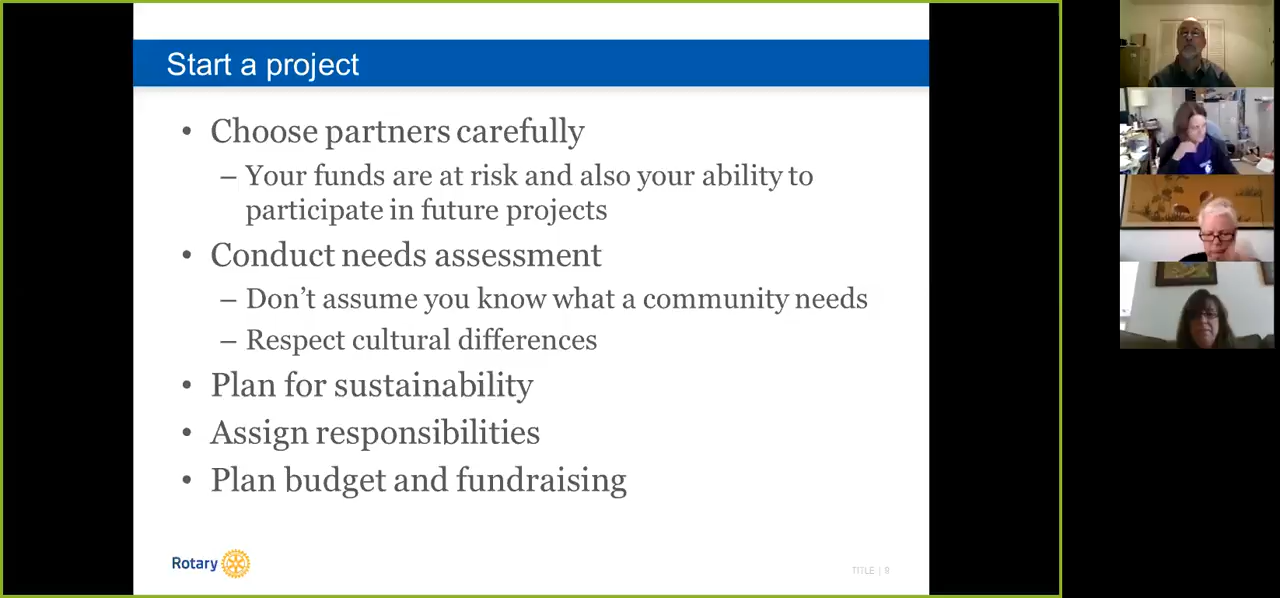 Start a project
• Choose partners carefully
– Your funds are at risk and also your ability to
participate in future projects
• Conduct needs assessment
– Don’t assume you know what a community needs
– Respect cultural differences
• Plan for sustainability
• Assign responsibilities
• Plan budget and fundraising
Rotary
TITLE | 8